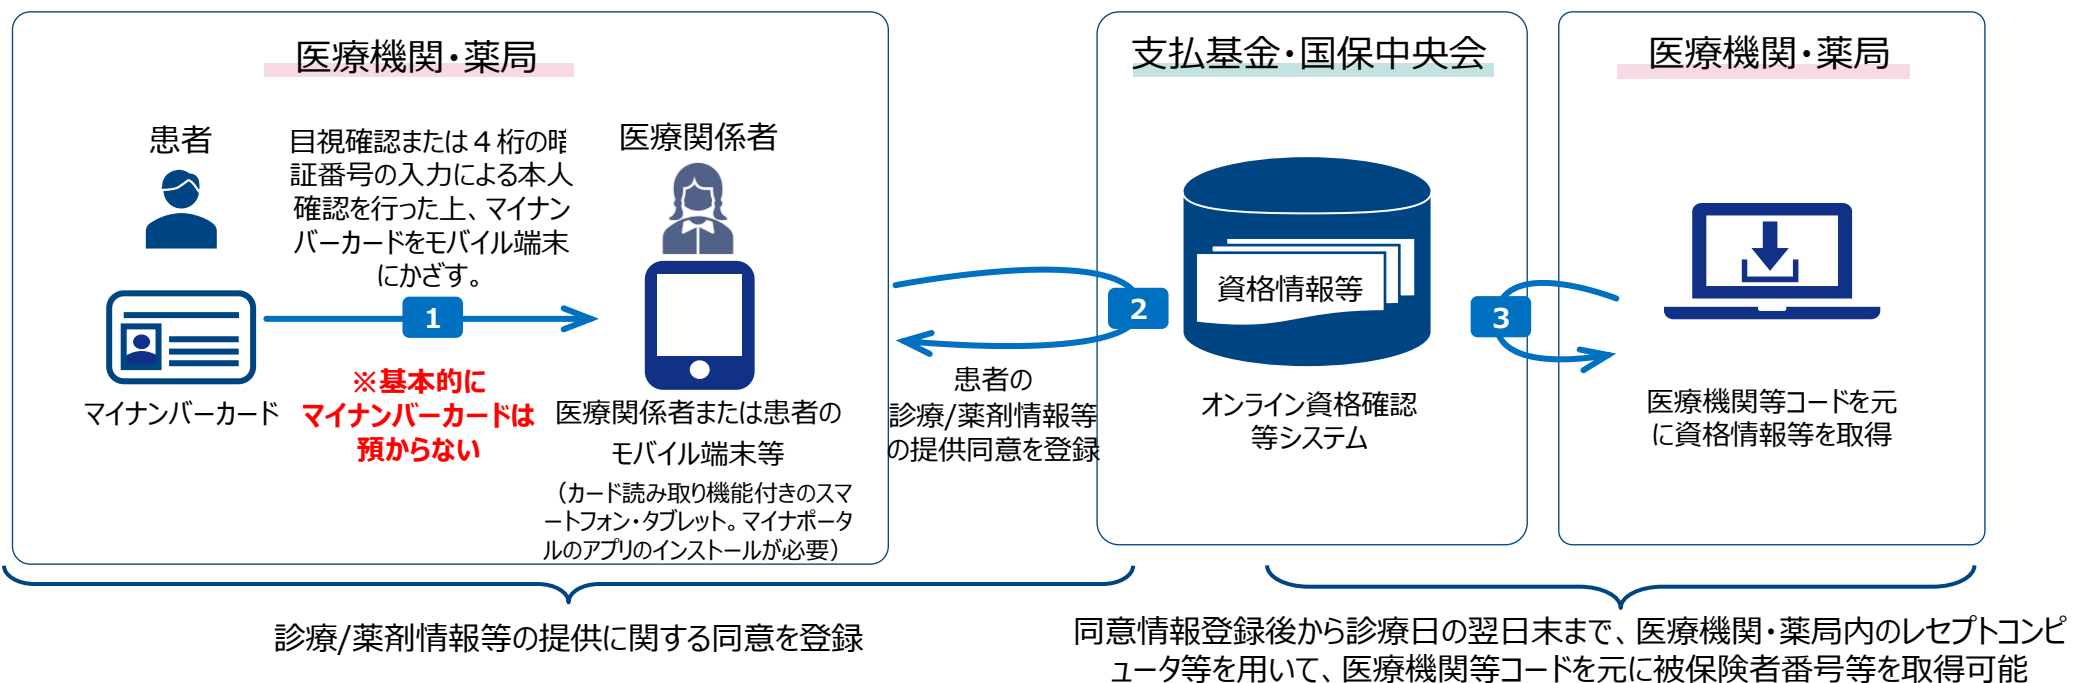 医療機関・薬局
患者
目視確認または４桁の暗
証番号の入力による本人
確認を行った上、マイナン
バーカードをモバイル端末
にかざす。
医療関係者
1
マイナンバーカード
※基本的に
マイナンバーカードは
預からない
医療関係者または患者の
モバイル端末等
（カード読み取り機能付きのスマ
ートフォン・タブレット。マイナポータ
ルのアプリのインストールが必要）
2
患者の
診療/薬剤情報等
の提供同意を登録
支払基金・国保中央会
資格情報等
オンライン資格確認
等システム
3
医療機関・薬局
医療機関等コードを元
に資格情報等を取得
診療/薬剤情報等の提供に関する同意を登録
同意情報登録後から診療日の翌日末まで、医療機関・薬局内のレセプトコンピ
ュータ等を用いて、医療機関等コードを元に被保険者番号等を取得可能